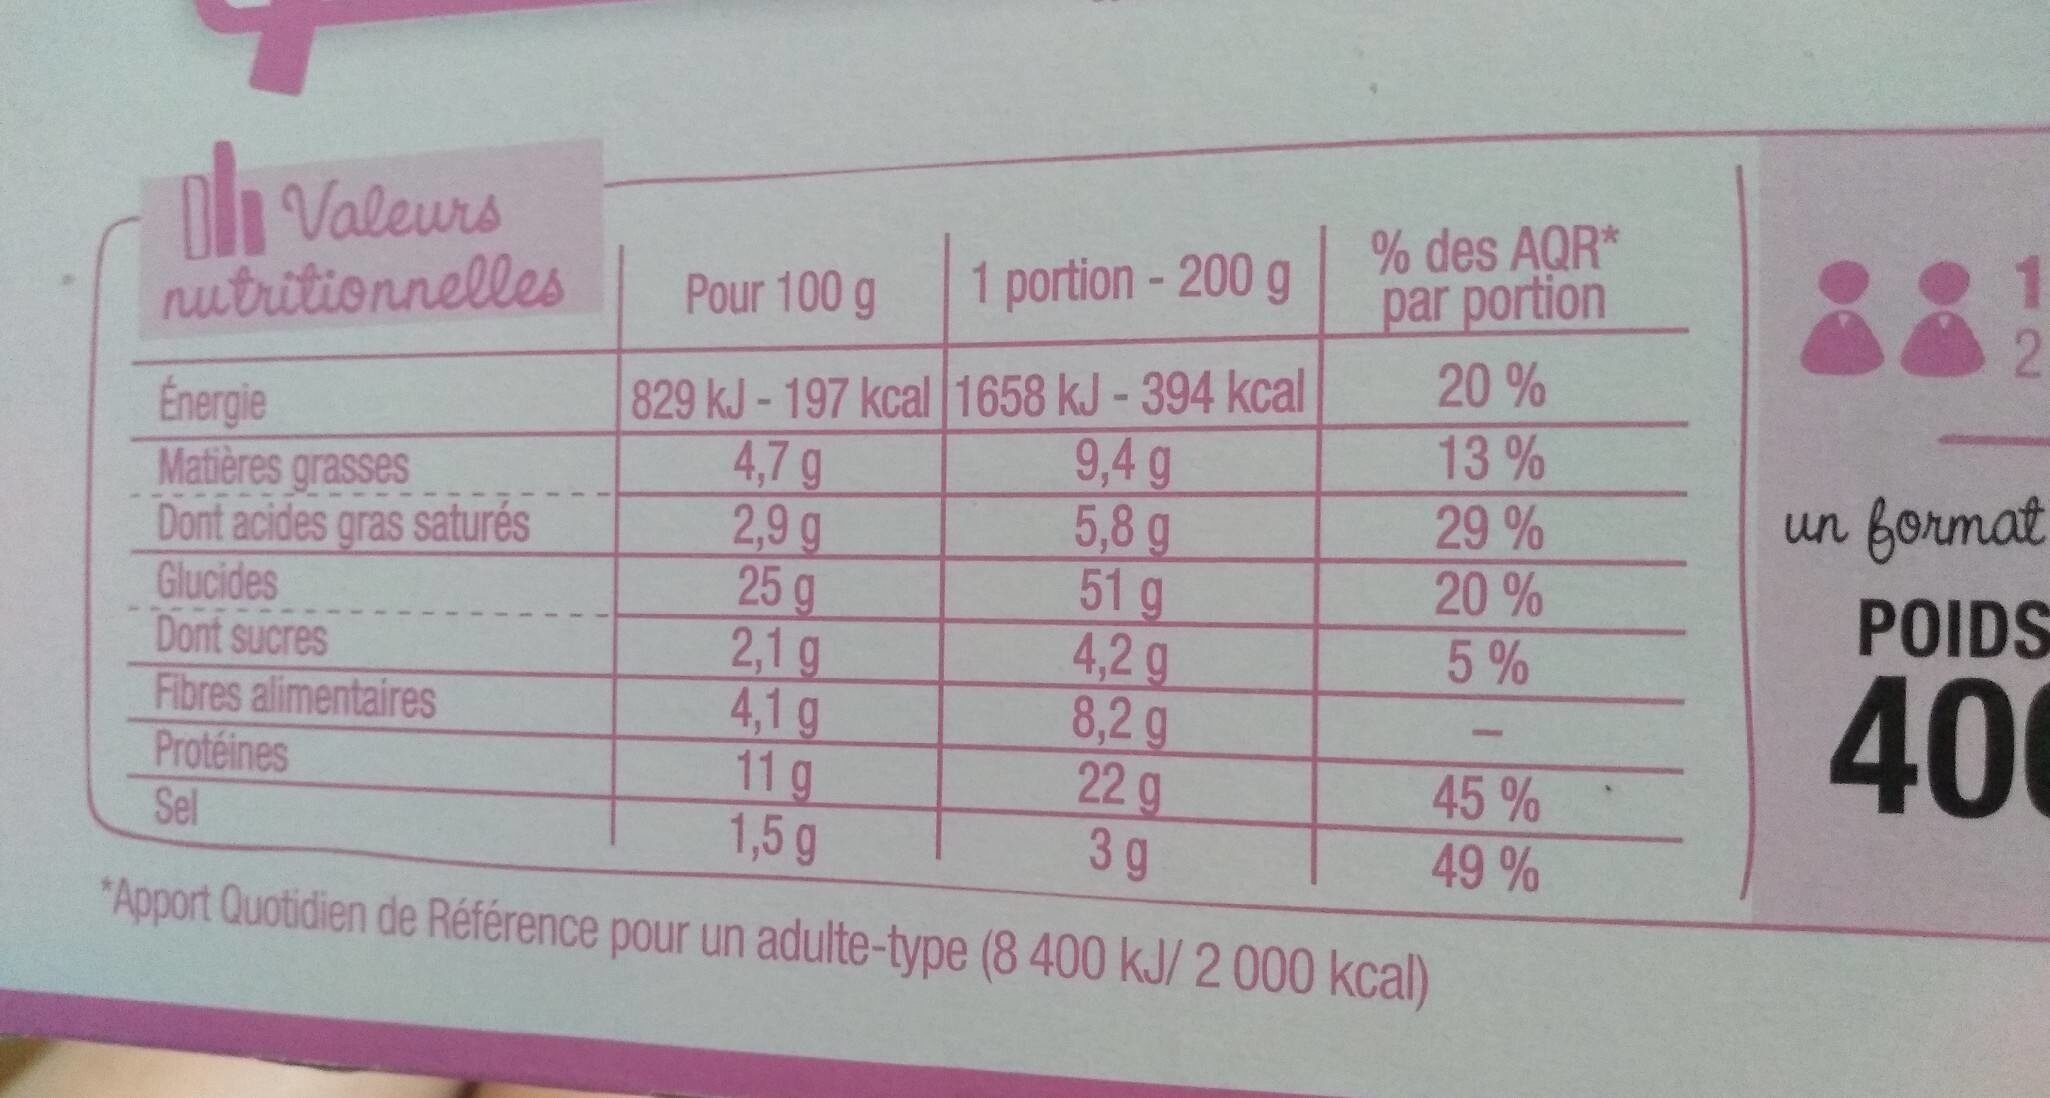 Valeurs
nutritionnelles
Pour 100 g 1 portion - 200 g % des AQR*
par portion
Énergie 829 kJ - 197 kcal 1658 kJ - 394 kcal 20 %
Matières grasses 4,7 g 9,4 g 13 %
Dont acides gras saturés 2,9 g 5,8 g 29 %
Glucides 25 g 51 g 20 %
Dont sucres 2,1 g 4,2 g 5 %
Fibres alimentaires 4,1 g 8,2 g –
Protéines 11 g 22 g 45 %
Sel 1,5 g 3 g 49 %
*Apport Quotidien de Référence pour un adulte-type (8 400 kJ/ 2 000 kcal)
1
2
un format
POIDS